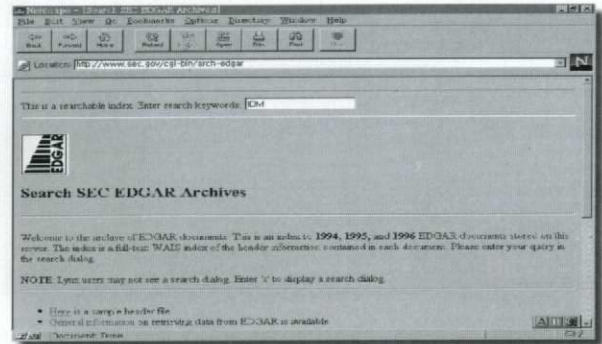 Netscape - [Search SEC EDGAR Archives]
File Edit View Go Bookmarks Options Directory Window Help
Back Forward Home Reload Open Print Find
Location: http://www.sec.gov/cgi-bin/srch-edgar
N
This is a searchable index. Enter search keywords:
EDGAR
Search SEC EDGAR Archives
Welcome to the archive of EDGAR documents. This is an index to 1994, 1995, and 1996 EDGAR documents stored on this
server. The index is a full-text WAIS index of the header information contained in each document. Please enter your query in
the search dialog.
NOTE: Lynx users may not see a search dialog. Enter 's' to display a search dialog.
Here is a sample header file
General information on retrieving data from EDGAR is available
Document: Done